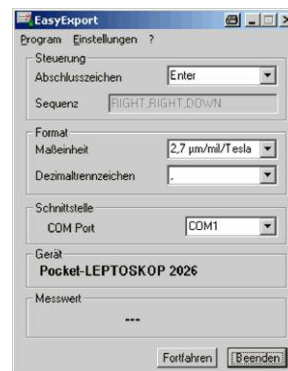 EasyExport
Program Einstellungen ?
Steuerung
Abschlusszeichen Enter
Sequenz RIGHT,RIGHT,DOWN
Format
Maßeinheit 2,7 µm/mil/Tesla
Dezimaltrennzeichen ,
Schnittstelle
COM Port COM1
Gerät
Pocket-LEPTOSKOP 2026
Messwert
---
Fortfahren Beenden